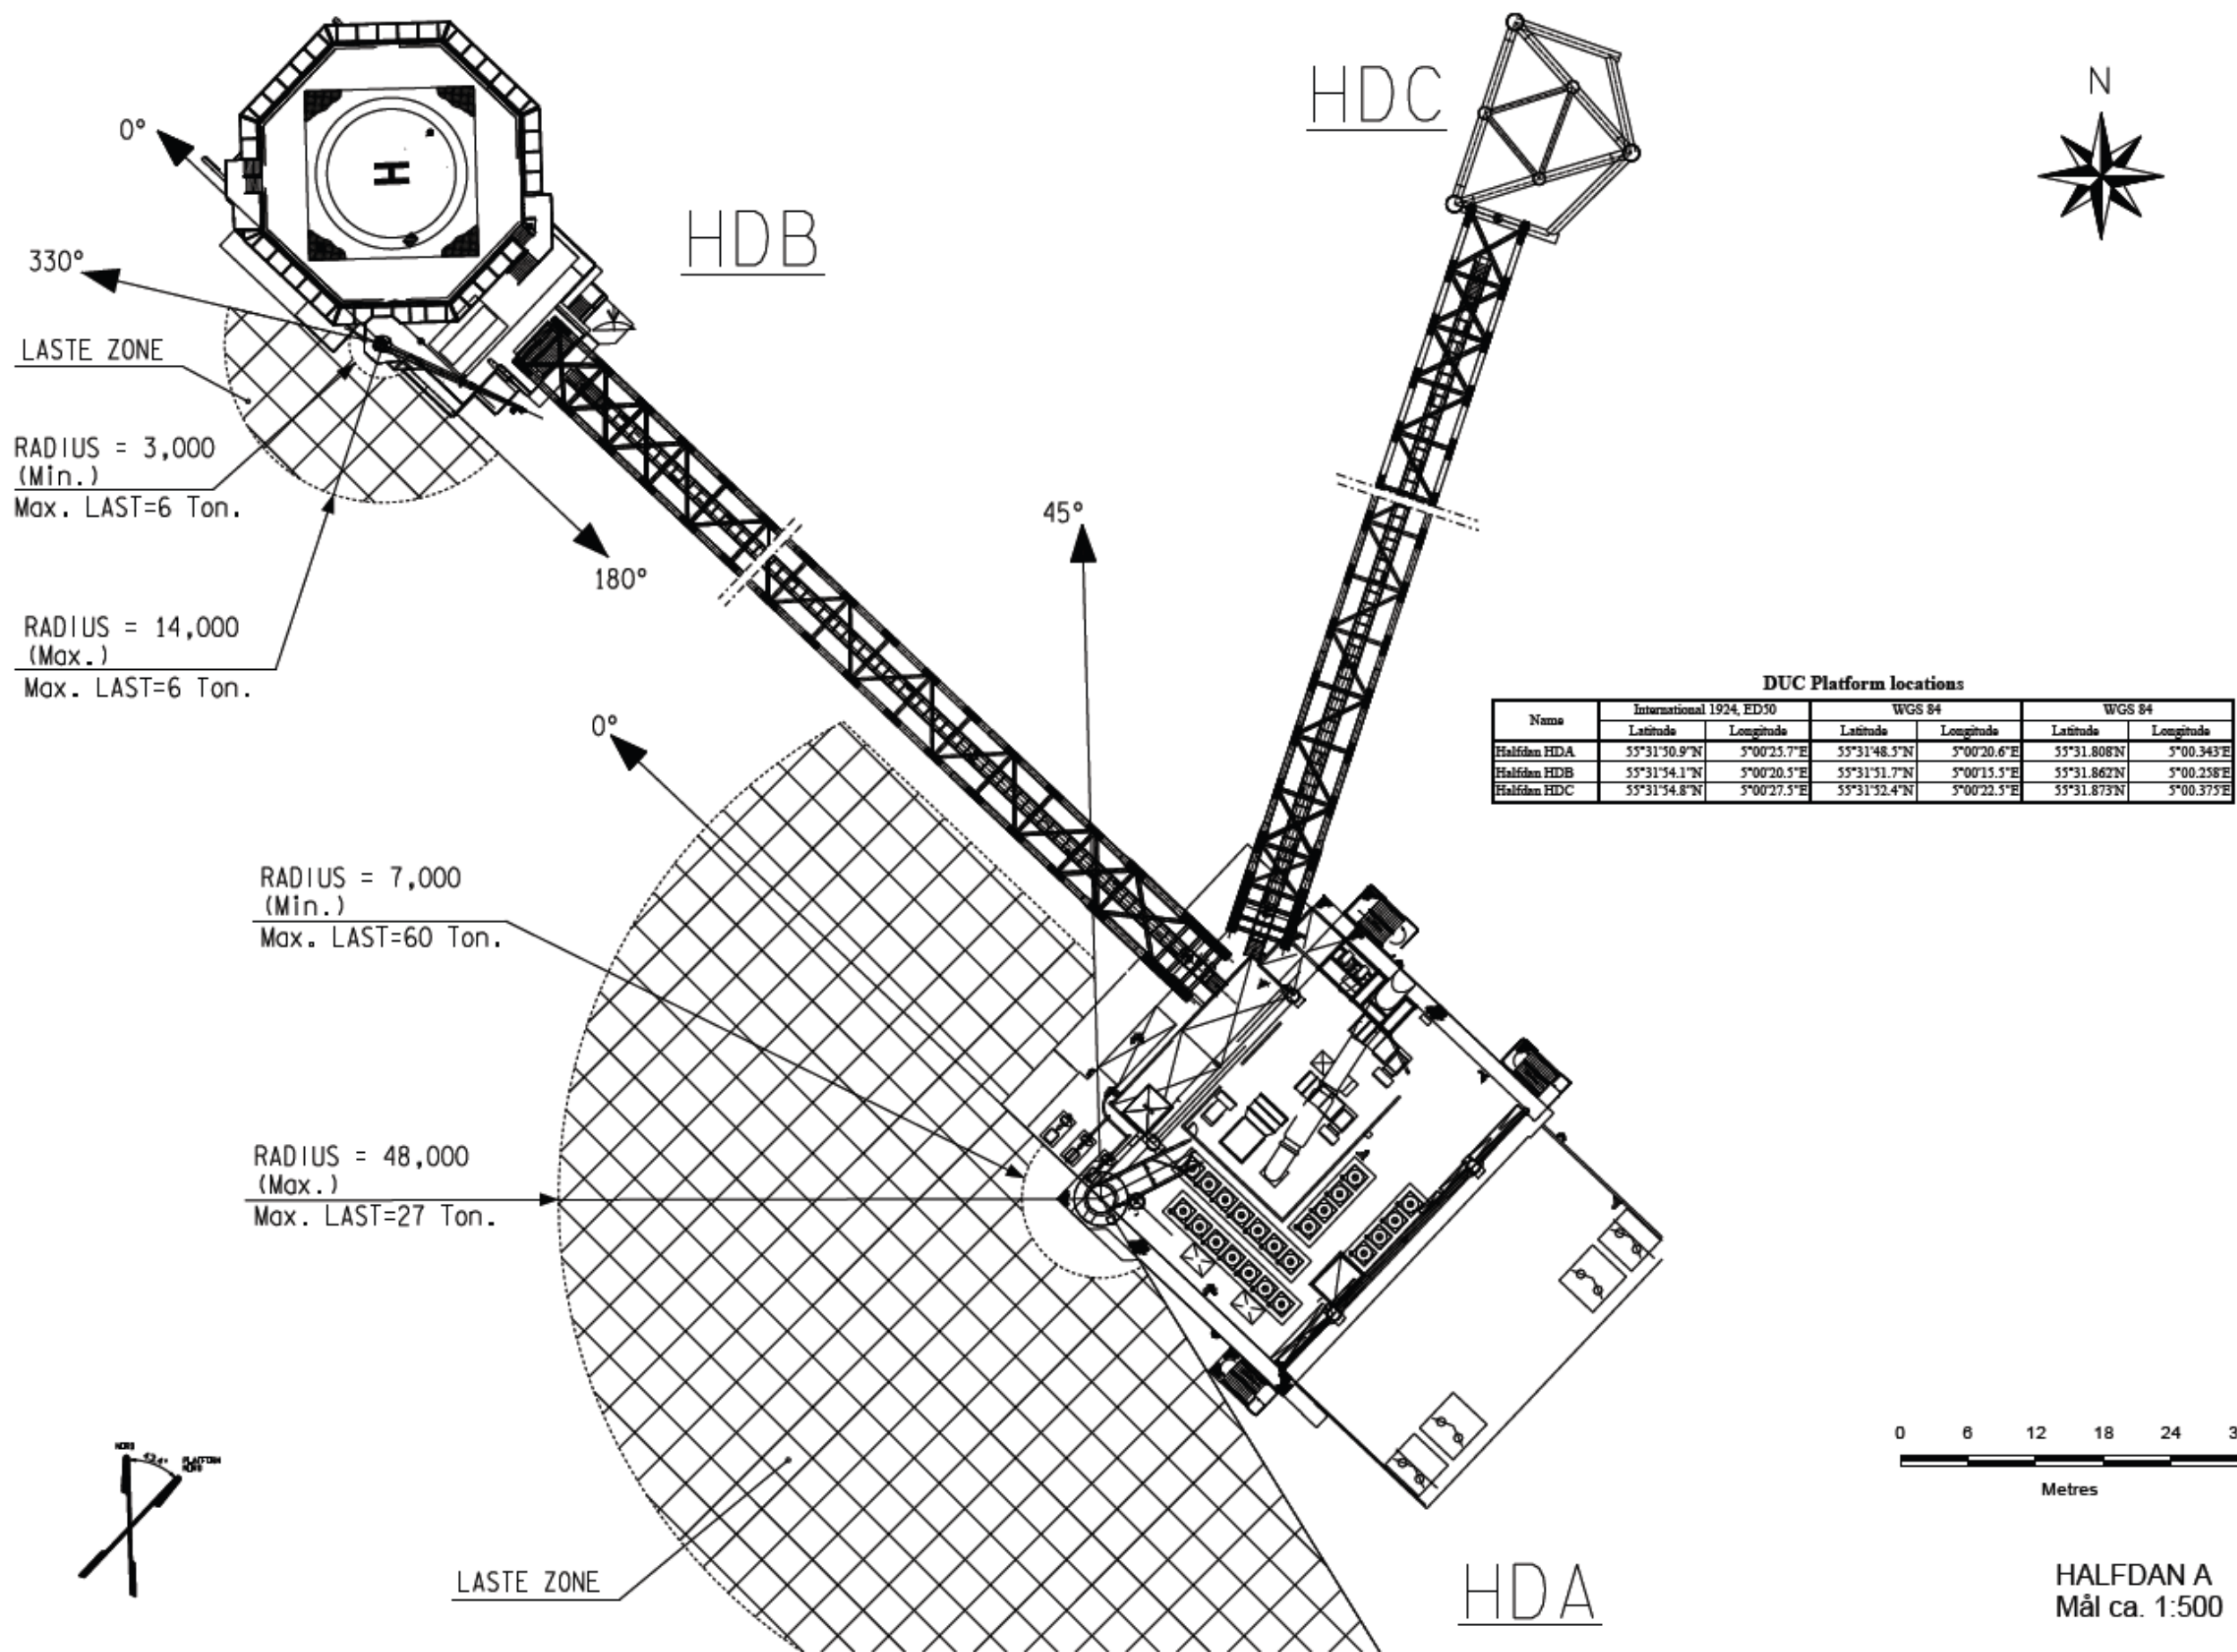 HDC
N
0°
HDB
330°
LASTE ZONE
RADIUS = 3,000
(Min.)
Max. LAST=6 Ton.
45°
180°
RADIUS = 14,000
(Max.)
Max. LAST=6 Ton.
DUC Platform locations
Name International 1924, ED50 WGS 84 WGS 84
Latitude Longitude Latitude Longitude Latitude Longitude
Halfdan HDA 55°31'50.9"N 5°00'25.7"E 55°31'48.5"N 5°00'20.6"E 55°31.808'N 5°00.343'E
Halfdan HDB 55°31'54.1"N 5°00'20.5"E 55°31'51.7"N 5°00'15.5"E 55°31.862'N 5°00.258'E
Halfdan HDC 55°31'54.8"N 5°00'27.5"E 55°31'52.4"N 5°00'22.5"E 55°31.873'N 5°00.375'E
0°
RADIUS = 7,000
(Min.)
Max. LAST=60 Ton.
RADIUS = 48,000
(Max.)
Max. LAST=27 Ton.
H
0 6 12 18 24 3
Metres
NORD
PLATFORM
NORD
LASTE ZONE
HDA
HALFDAN A
Mål ca. 1:500